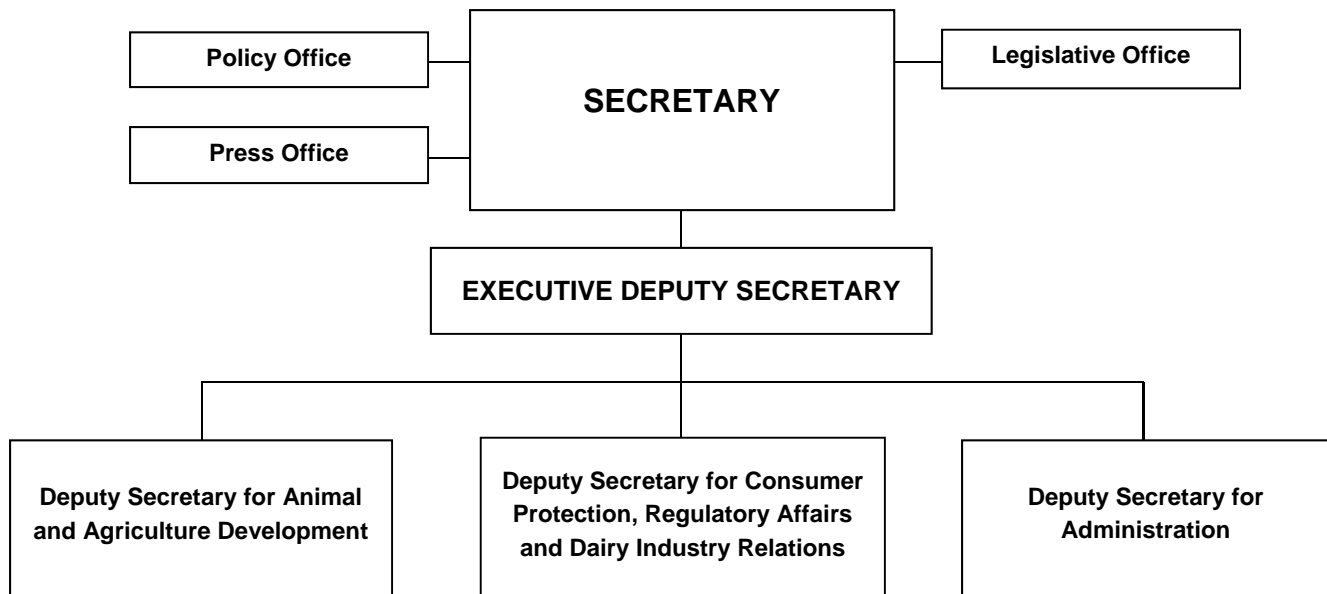 Policy Office
Legislative Office
SECRETARY
Press Office
EXECUTIVE DEPUTY SECRETARY
Deputy Secretary for Animal
and Agriculture Development
Deputy Secretary for Consumer
Protection, Regulatory Affairs
and Dairy Industry Relations
Deputy Secretary for
Administration